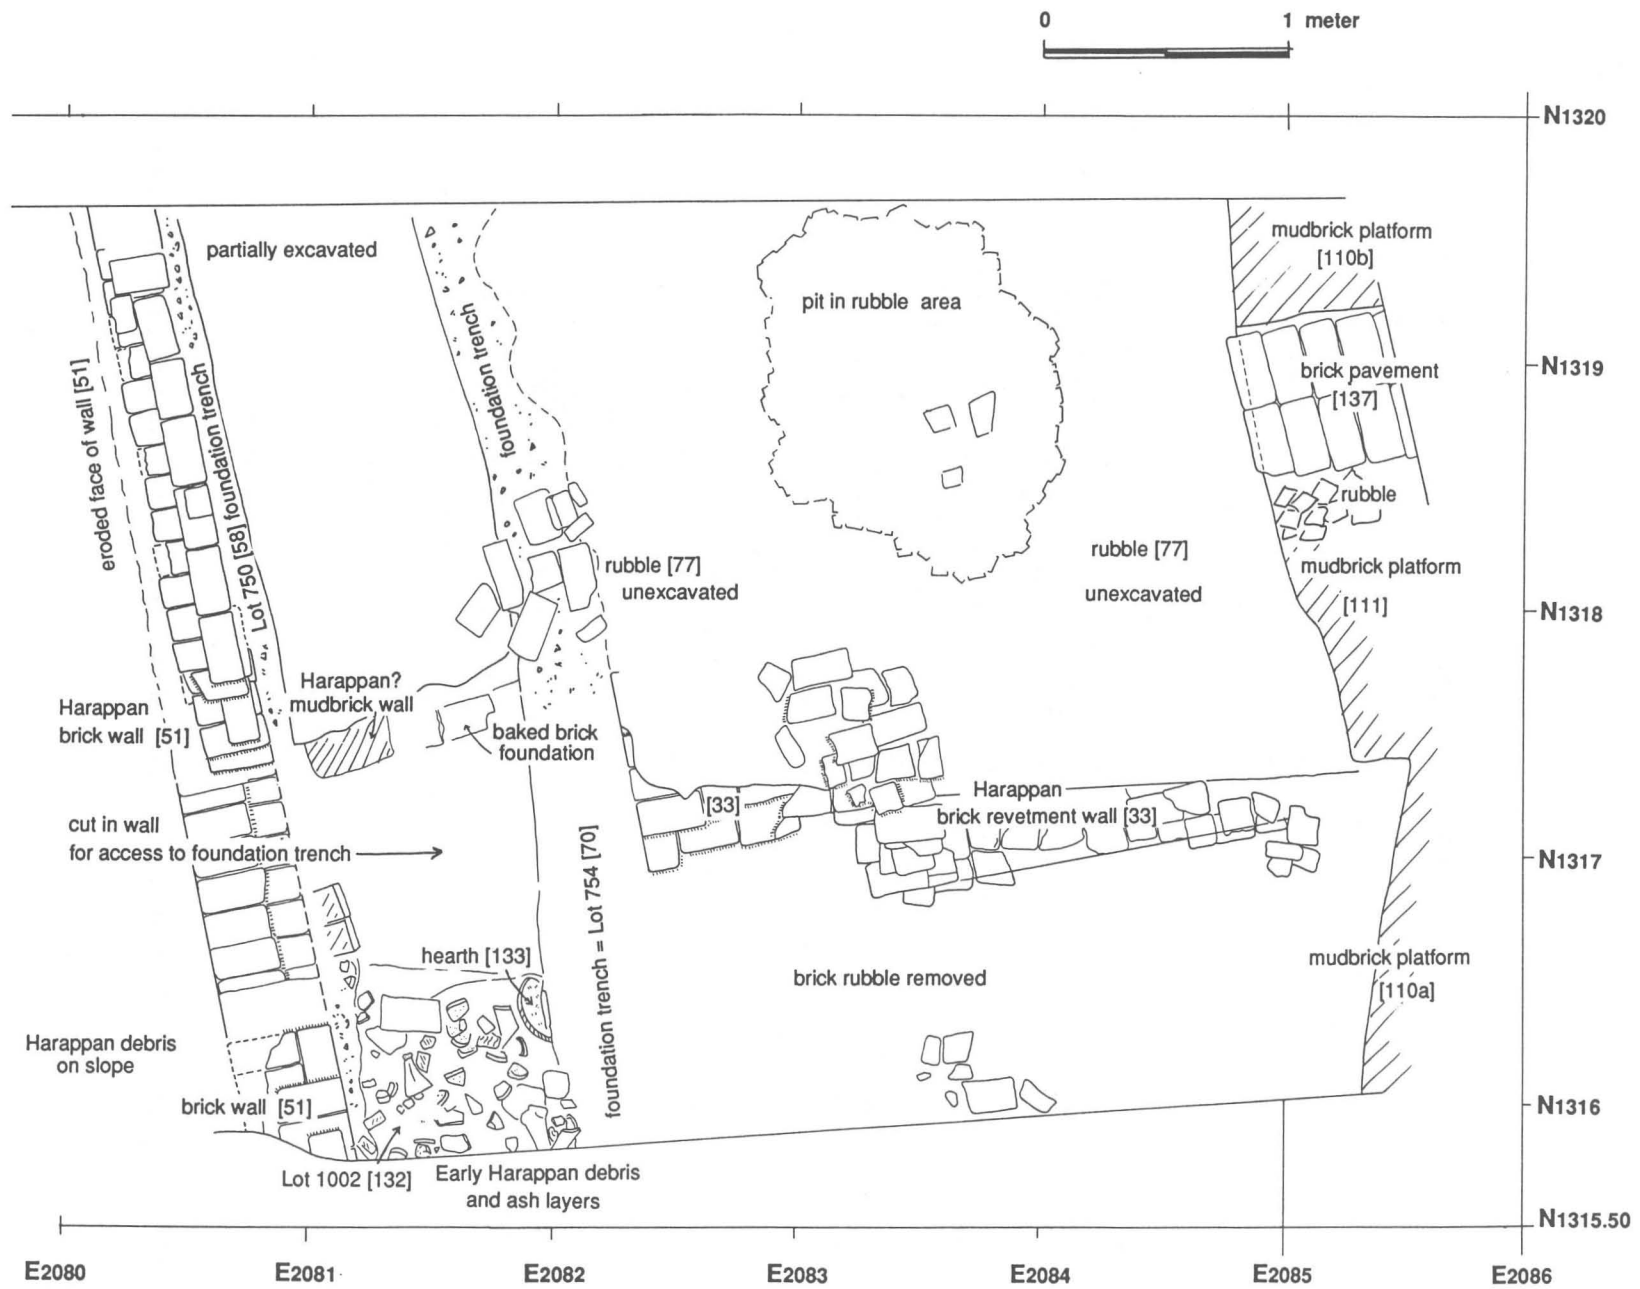 0 1 meter
N1320
partially excavated
mudbrick platform
[110b]
pit in rubble area
foundation trench
N1319
eroded face of wall [51]
Lot 750 [58] foundation trench
brick pavement
[137]
rubble
rubble [77]
unexcavated
rubble [77]
unexcavated
mudbrick platform
[111]
N1318
Harappan?
mudbrick wall
Harappan
brick wall [51]
baked brick
foundation
[33]
Harappan
brick revetment wall [33]
cut in wall
for access to foundation trench
N1317
foundation trench = Lot 754 [70]
hearth [133]
brick rubble removed
mudbrick platform
[110a]
Harappan debris
on slope
brick wall [51]
N1316
Lot 1002 [132]
Early Harappan debris
and ash layers
N1315.50
E2080 E2081 E2082 E2083 E2084 E2085 E2086